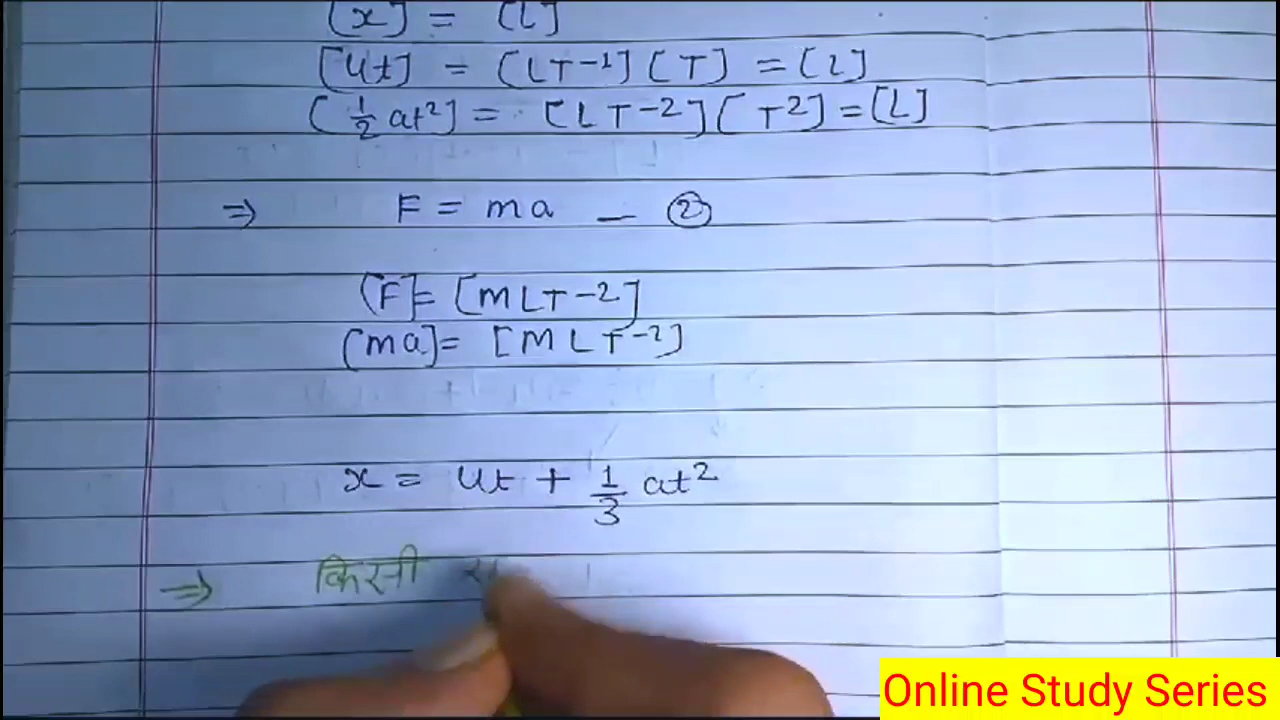 [x] = [L]
[ut] = [LT-1][T] = [L]
[½ at²] = [LT-2][T2] = [L]
⇒ F = ma — ②
[F] = [MLT-2]
[ma] = [MLT-2]
x = ut + 1/3 at²
⇒ किसी
Online Study Series